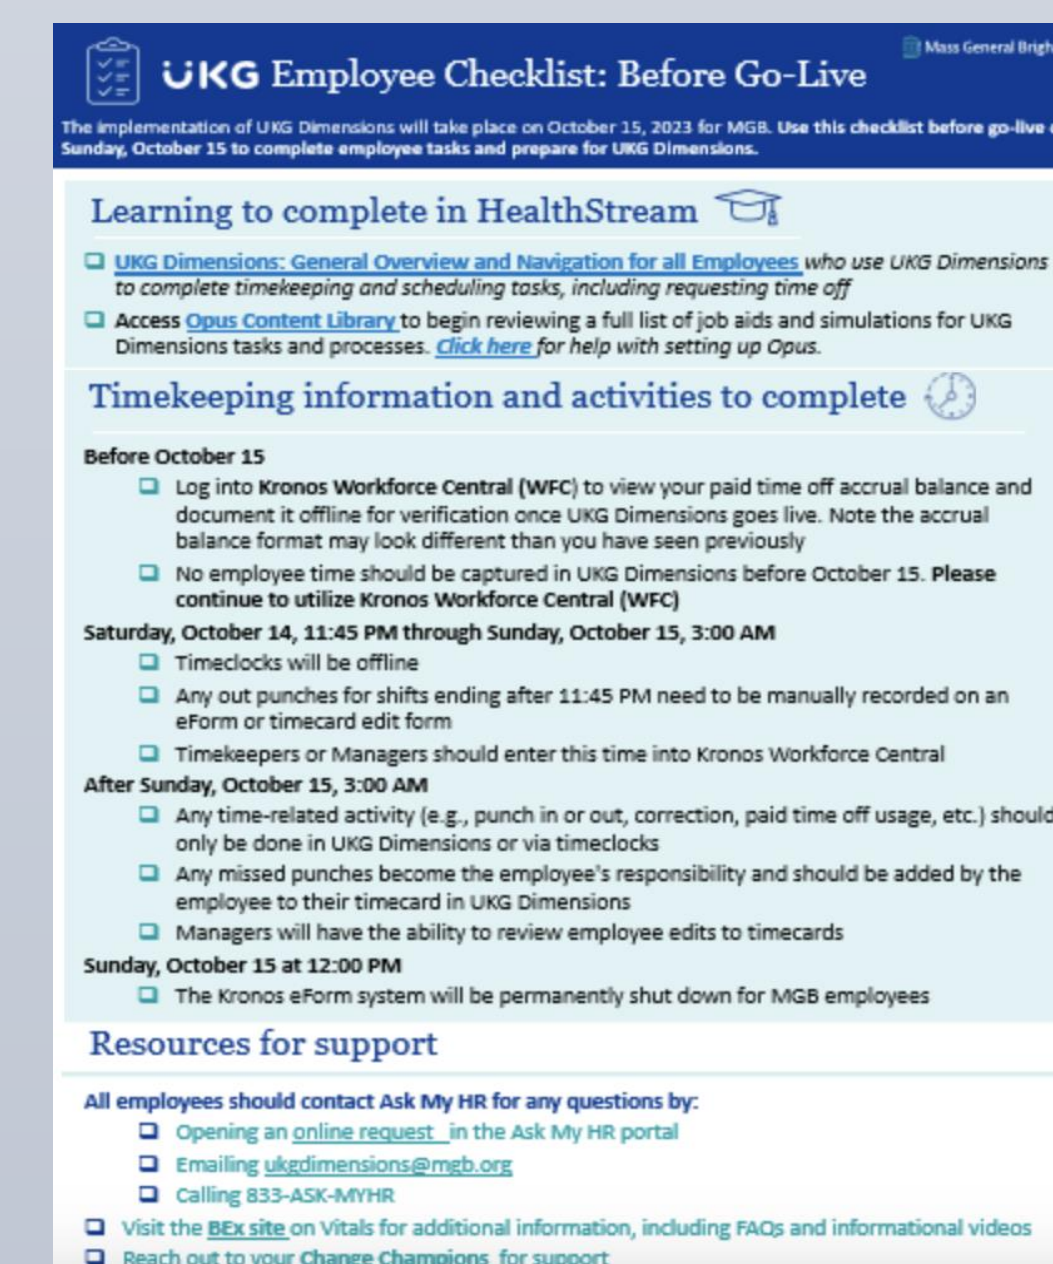 Mass General Brigh
UKG Employee Checklist: Before Go-Live
The implementation of UKG Dimensions will take place on October 15, 2023 for MGB. Use this checklist before go-live
Sunday, October 15 to complete employee tasks and prepare for UKG Dimensions.
Learning to complete in HealthStream
UKG Dimensions: General Overview and Navigation for all Employees who use UKG Dimensions
to complete timekeeping and scheduling tasks, including requesting time off
Access Opus Content Library to begin reviewing a full list of job aids and simulations for UKG
Dimensions tasks and processes. Click here for help with setting up Opus.
Timekeeping information and activities to complete
Before October 15
Log into Kronos Workforce Central (WFC) to view your paid time off accrual balance and
document it offline for verification once UKG Dimensions goes live. Note the accrual
balance format may look different than you have seen previously
No employee time should be captured in UKG Dimensions before October 15. Please
continue to utilize Kronos Workforce Central (WFC)
Saturday, October 14, 11:45 PM through Sunday, October 15, 3:00 AM
Timeclocks will be offline
Any out punches for shifts ending after 11:45 PM need to be manually recorded on an
eForm or timecard edit form
Timekeepers or Managers should enter this time into Kronos Workforce Central
After Sunday, October 15, 3:00 AM
Any time-related activity (e.g., punch in or out, correction, paid time off usage, etc.) should
only be done in UKG Dimensions or via timeclocks
Any missed punches become the employee's responsibility and should be added by the
employee to their timecard in UKG Dimensions
Managers will have the ability to review employee edits to timecards
Sunday, October 15 at 12:00 PM
The Kronos eForm system will be permanently shut down for MGB employees
Resources for support
All employees should contact Ask My HR for any questions by:
Opening an online request in the Ask My HR portal
Emailing ukgdimensions@mgb.org
Calling 833-ASK-MYHR
Visit the BEx site on Vitals for additional information, including FAQs and informational videos
Reach out to your Change Champions for support